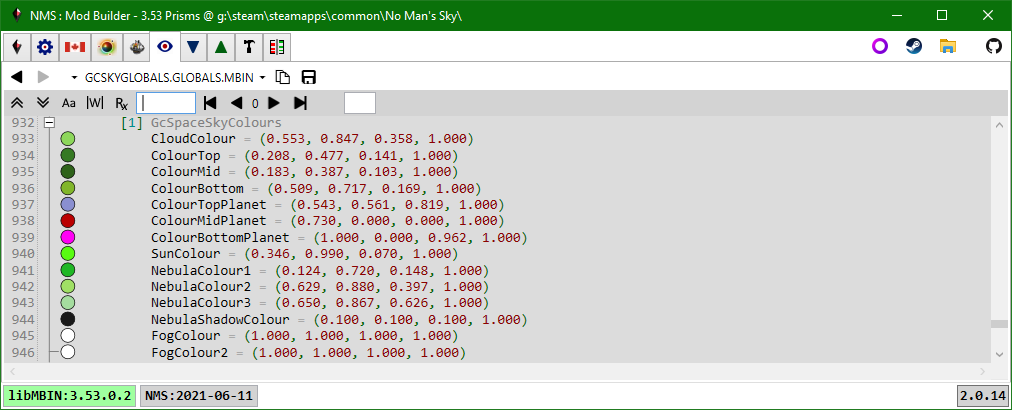 NMS : Mod Builder - 3.53 Prisms @ g:\steam\steamapps\common\No Man's Sky\
GCSKYGLOBALS.GLOBALS.MBIN
Aa |W| Rx 0
932 [1] GcSpaceSkyColours
933 CloudColour = (0.553, 0.847, 0.358, 1.000)
934 ColourTop = (0.208, 0.477, 0.141, 1.000)
935 ColourMid = (0.183, 0.387, 0.103, 1.000)
936 ColourBottom = (0.509, 0.717, 0.169, 1.000)
937 ColourTopPlanet = (0.543, 0.561, 0.819, 1.000)
938 ColourMidPlanet = (0.730, 0.000, 0.000, 1.000)
939 ColourBottomPlanet = (1.000, 0.000, 0.962, 1.000)
940 SunColour = (0.346, 0.990, 0.070, 1.000)
941 NebulaColour1 = (0.124, 0.720, 0.148, 1.000)
942 NebulaColour2 = (0.629, 0.880, 0.397, 1.000)
943 NebulaColour3 = (0.650, 0.867, 0.626, 1.000)
944 NebulaShadowColour = (0.100, 0.100, 0.100, 1.000)
945 FogColour = (1.000, 1.000, 1.000, 1.000)
946 FogColour2 = (1.000, 1.000, 1.000, 1.000)
libMBIN:3.53.0.2 NMS:2021-06-11 2.0.14